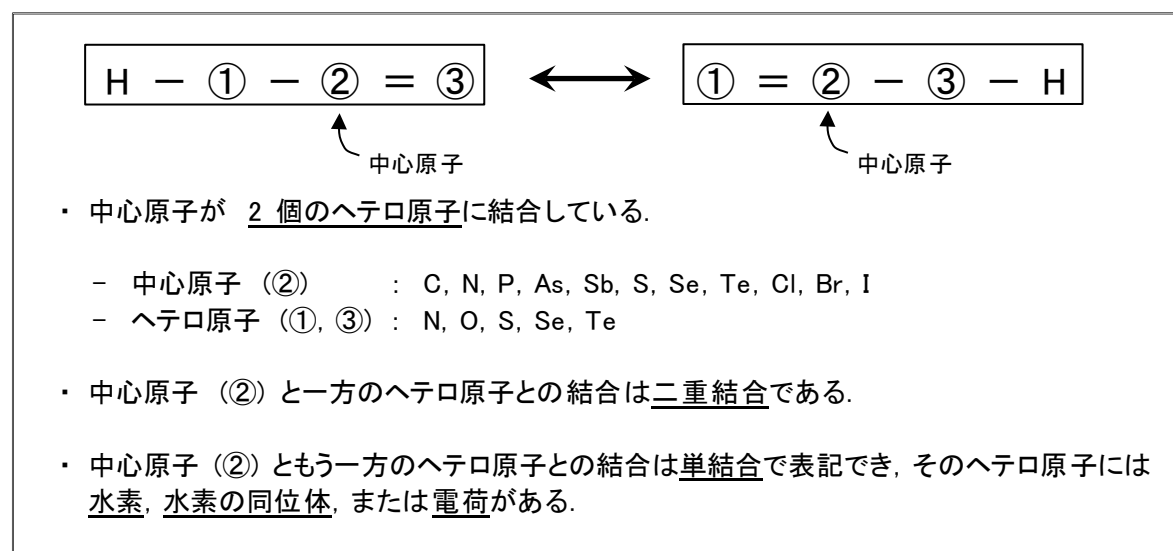 H － ① － ② ＝ ③ ① ＝ ② － ③ － H
中心原子 中心原子
・ 中心原子が 2 個のヘテロ原子に結合している.
－ 中心原子 (②) : C, N, P, As, Sb, S, Se, Te, Cl, Br, I
－ ヘテロ原子 (①, ③) : N, O, S, Se, Te
・ 中心原子 (②) と一方のヘテロ原子との結合は二重結合である.
・ 中心原子 (②) ともう一方のヘテロ原子との結合は単結合で表記でき, そのヘテロ原子には
水素, 水素の同位体, または電荷がある.